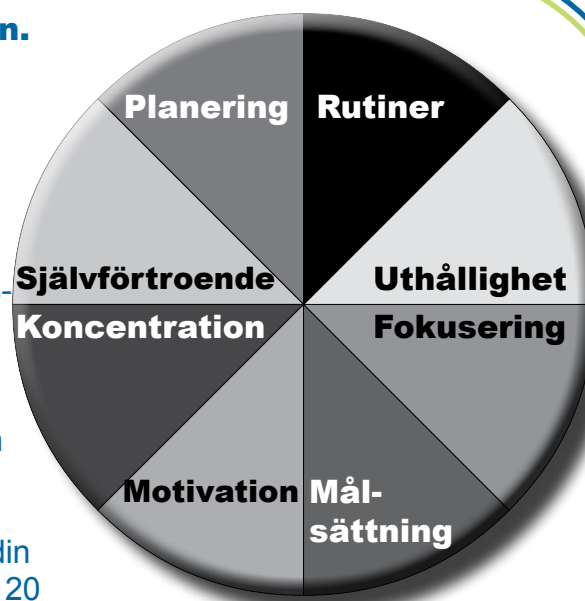 n.
Planering
Rutiner
Självförtroende
Uthållighet
Koncentration
Fokusering
Motivation
Mål-
sättning
din
20